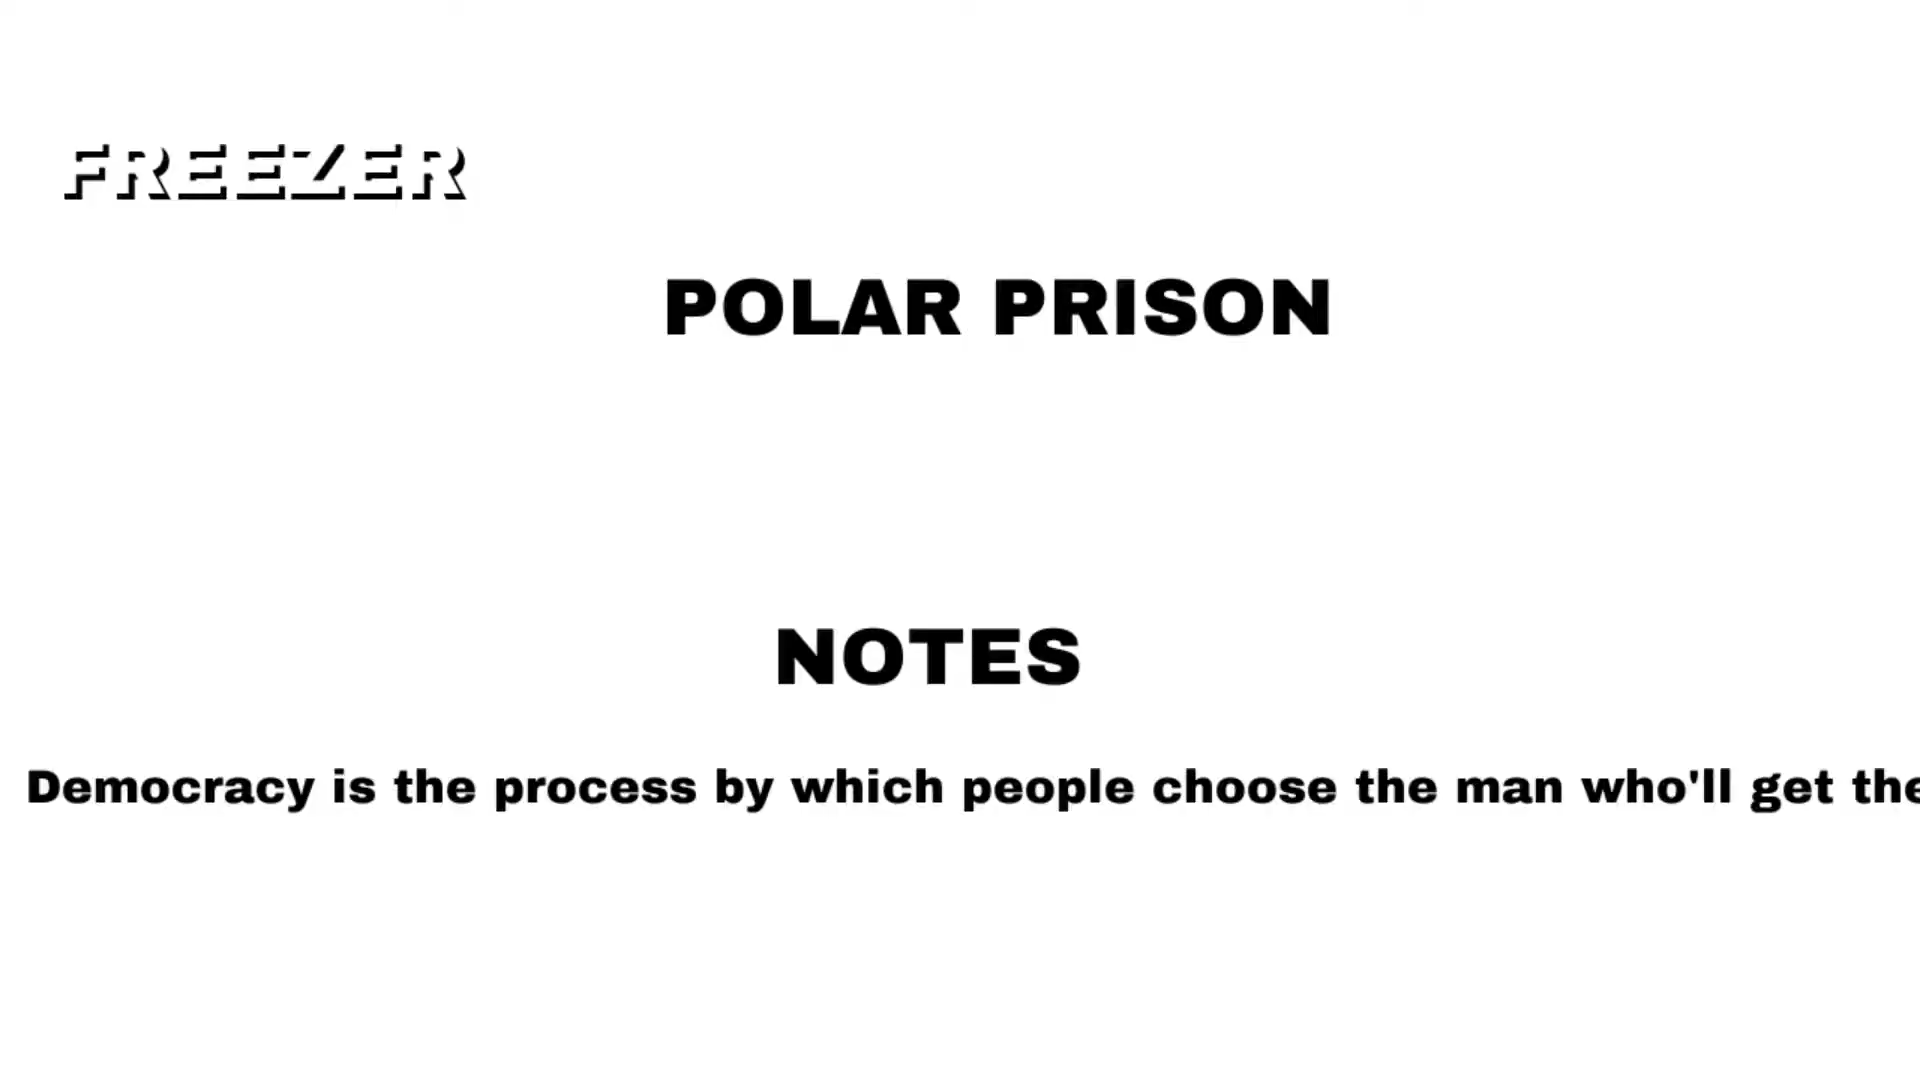 FREEZER
POLAR PRISON
NOTES
Democracy is the process by which people choose the man who'll get the